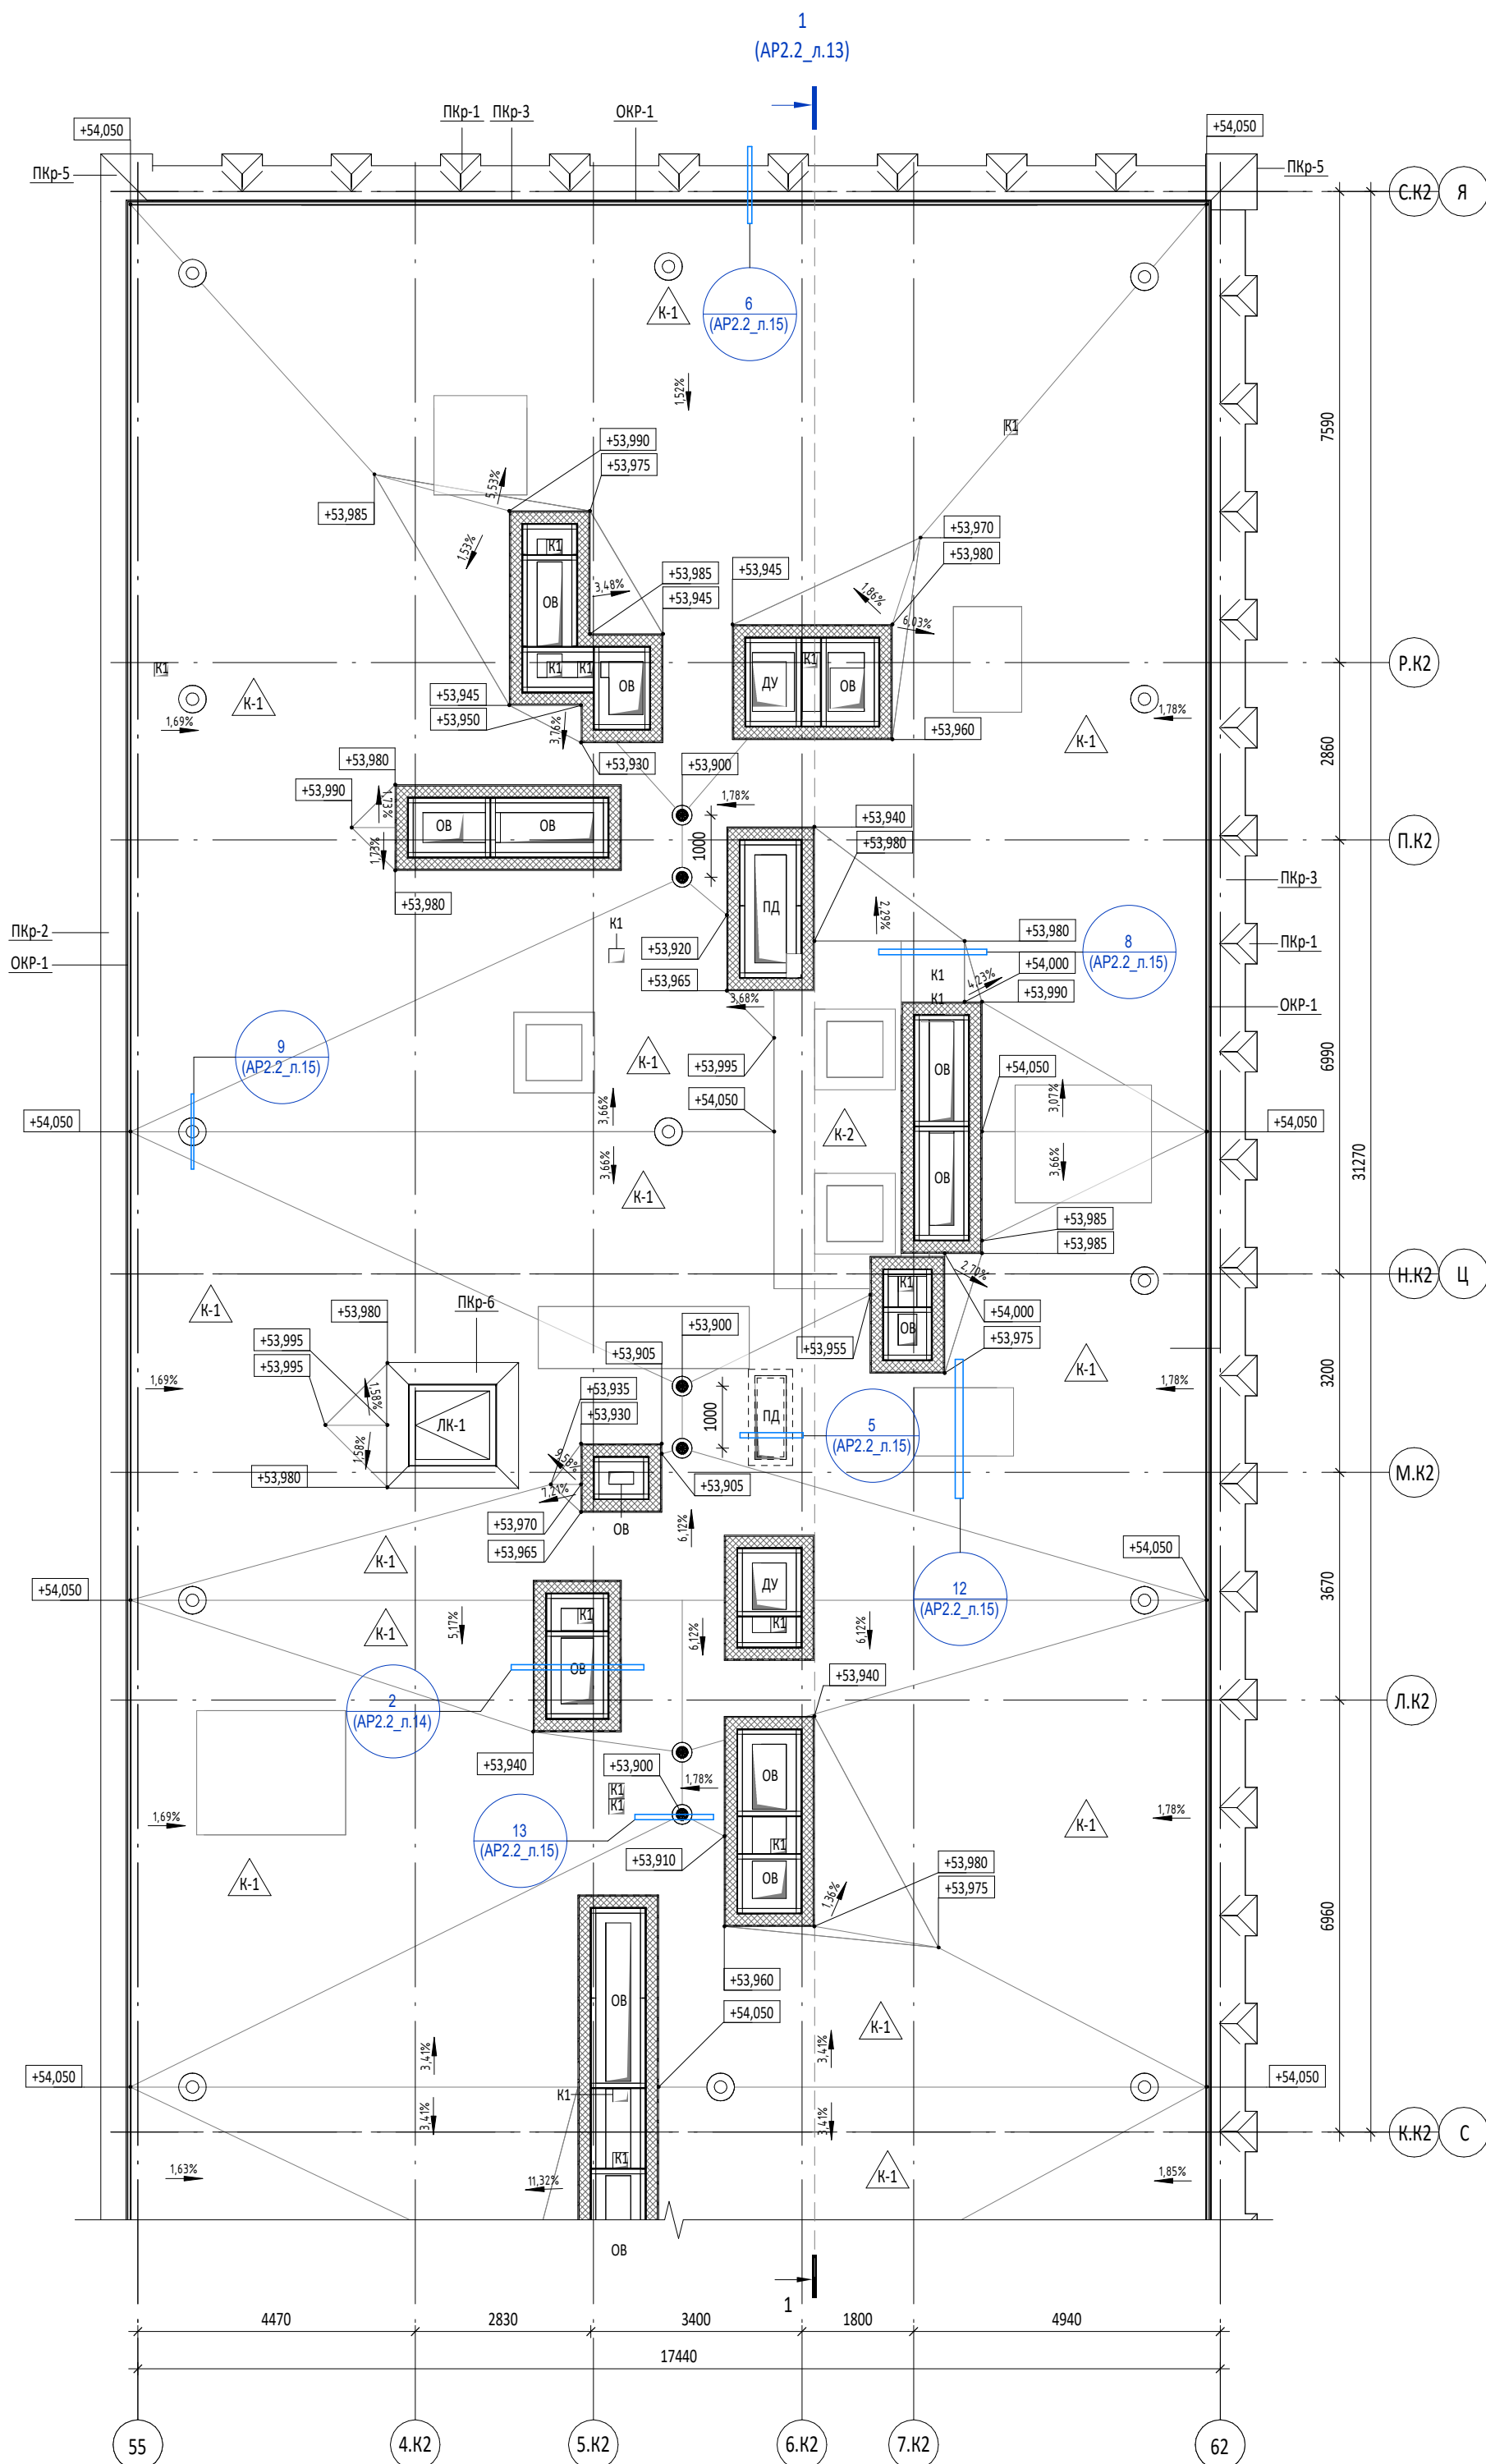 1
(АР2.2_л.13)
ПКр-1
ПКр-3
ОКР-1
+54,050
+54,050
ПКр-5
ПКр-5
С.К2
Я
К-1
6
(АР2.2_л.15)
1,52%
К1
7590
+53,990
+53,975
5,53%
+53,985
1,53%
К1
ОВ
3,48%
+53,985
+53,945
+53,945
+53,970
+53,980
1,86%
6,03%
К1
К1
К1
ОВ
ДУ
К1
ОВ
Р.К2
К-1
1,69%
+53,945
+53,950
3,76%
+53,930
+53,900
+53,960
1,78%
К-1
2860
+53,980
+53,990
1,73%
1,73%
ОВ
ОВ
+53,980
1,78%
1000
+53,940
+53,980
П.К2
ПД
2,29%
ПКр-3
ПКр-2
ОКР-1
К1
+53,920
+53,965
3,68%
+53,980
+54,000
+53,990
К1
К1
4,23%
8
(АР2.2_л.15)
ПКр-1
ОКР-1
9
(АР2.2_л.15)
К-1
+53,995
+54,050
ОВ
+54,050
3,07%
6990
+54,050
3,66%
3,66%
К-2
ОВ
3,66%
+54,050
31270
К-1
+53,985
+53,985
2,70%
Н.К2
Ц
К-1
+53,980
+53,995
+53,995
ПКр-6
+53,900
+53,905
К1
ОВ
+53,955
+54,000
+53,975
К-1
1,69%
1,58%
1,58%
ЛК-1
+53,935
+53,930
1000
ПД
5
(АР2.2_л.15)
1,78%
3200
+53,980
9,58%
7,21%
+53,905
М.К2
+53,970
+53,965
ОВ
6,12%
К-1
+54,050
+54,050
ДУ
12
(АР2.2_л.15)
3670
К-1
5,17%
К1
6,12%
6,12%
ОВ
2
(АР2.2_л.14)
+53,940
Л.К2
+53,940
+53,900
К1
К1
1,78%
ОВ
1,69%
13
(АР2.2_л.15)
К1
К-1
1,78%
+53,910
ОВ
К-1
+53,980
+53,975
1,36%
6960
+53,960
+54,050
ОВ
К-1
3,41%
3,41%
+54,050
+54,050
К1
3,41%
3,41%
К.К2
С
К1
1,63%
11,32%
К-1
1,85%
ОВ
1
4470
2830
3400
1800
4940
17440
55
4.К2
5.К2
6.К2
7.К2
62